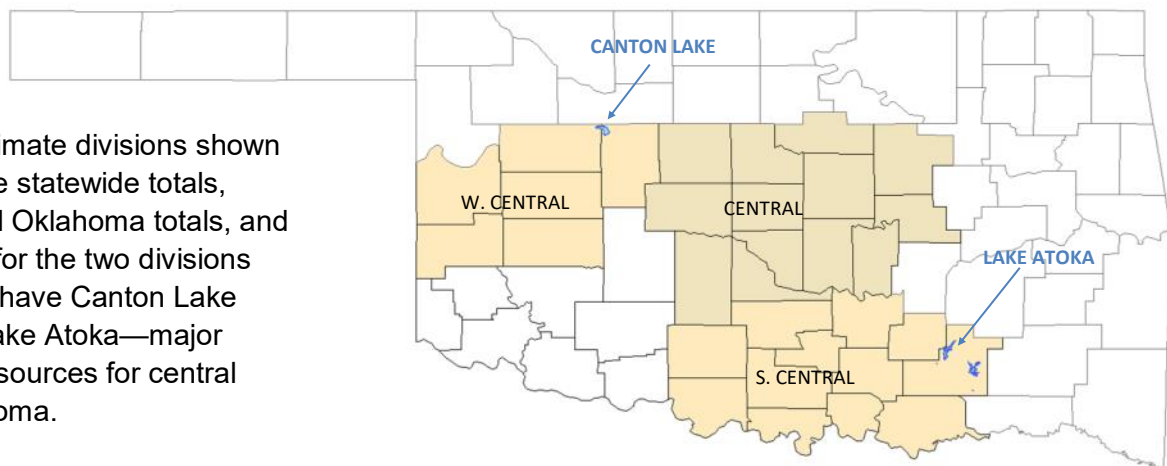 CANTON LAKE
imate divisions shown
e statewide totals,
l Oklahoma totals, and
for the two divisions
have Canton Lake
ake Atoka—major
sources for central
oma.
W. CENTRAL
CENTRAL
LAKE ATOKA
S. CENTRAL